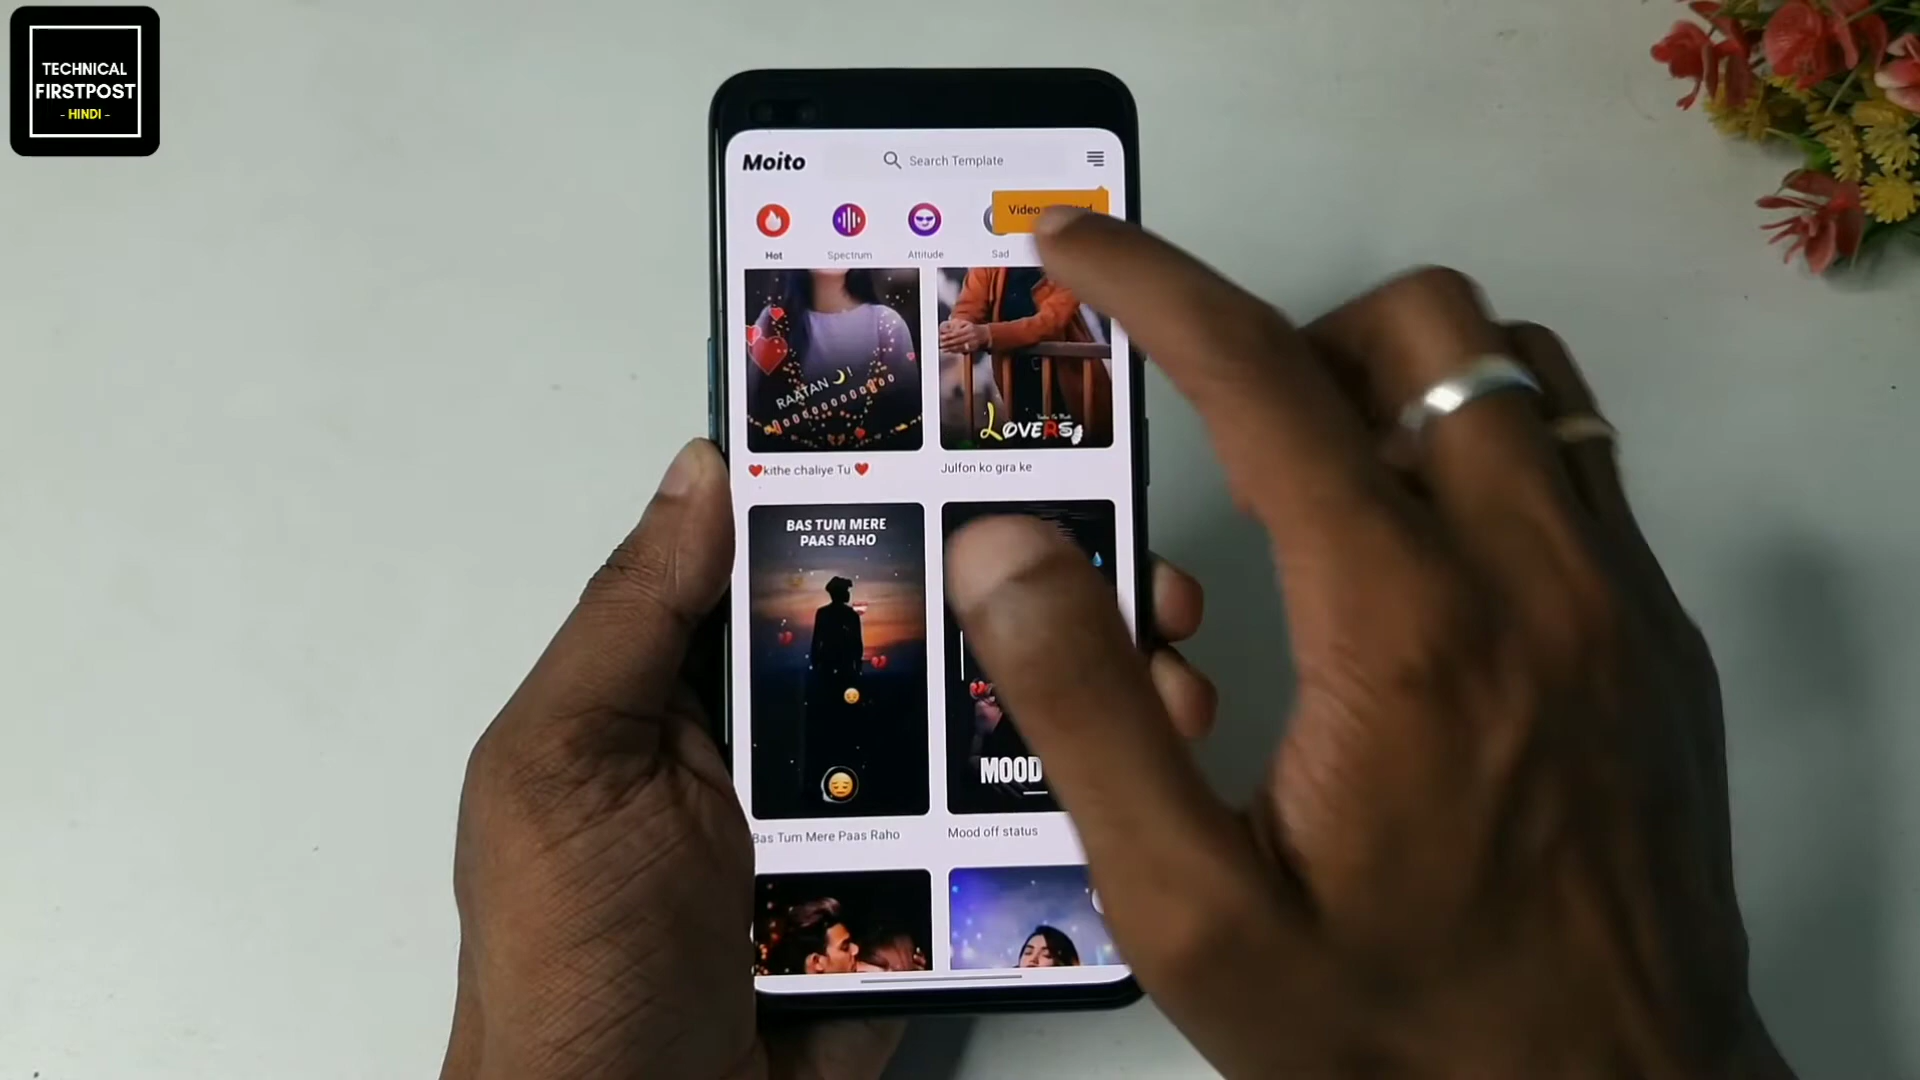 TECHNICAL
FIRSTPOST
- HINDI -
Moito
Search Template
Video
Hot
Spectrum
Attitude
Sad
RAATAN
LOVERS
❤️kithe chaliye Tu ❤️
Julfon ko gira ke
BAS TUM MERE
PAAS RAHO
MOOD
Bas Tum Mere Paas Raho
Mood off status